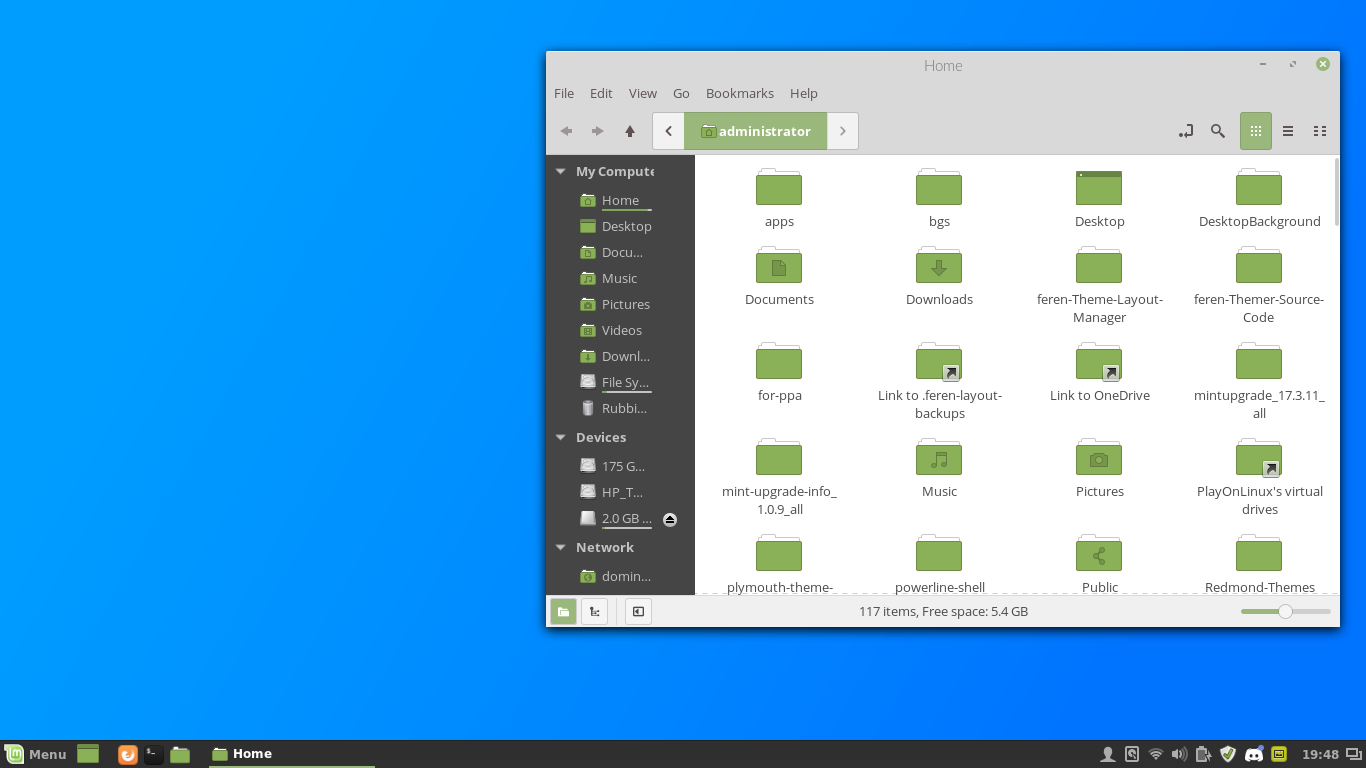 Home
File Edit View Go Bookmarks Help
administrator
My Compute
Home
Desktop
Docu...
Music
Pictures
Videos
Downl...
File Sy...
Rubbi...
Devices
175 G...
HP_T...
2.0 GB ...
Network
domin...
apps bgs Desktop DesktopBackground
Documents Downloads feren-Theme-Layout-Manager feren-Themer-Source-Code
for-ppa Link to .feren-layout-backups Link to OneDrive mintupgrade_17.3.11_all
mint-upgrade-info_1.0.9_all Music Pictures PlayOnLinux's virtual drives
plymouth-theme- powerline-shell Public Redmond-Themes
117 items, Free space: 5.4 GB
Menu Home 19:48